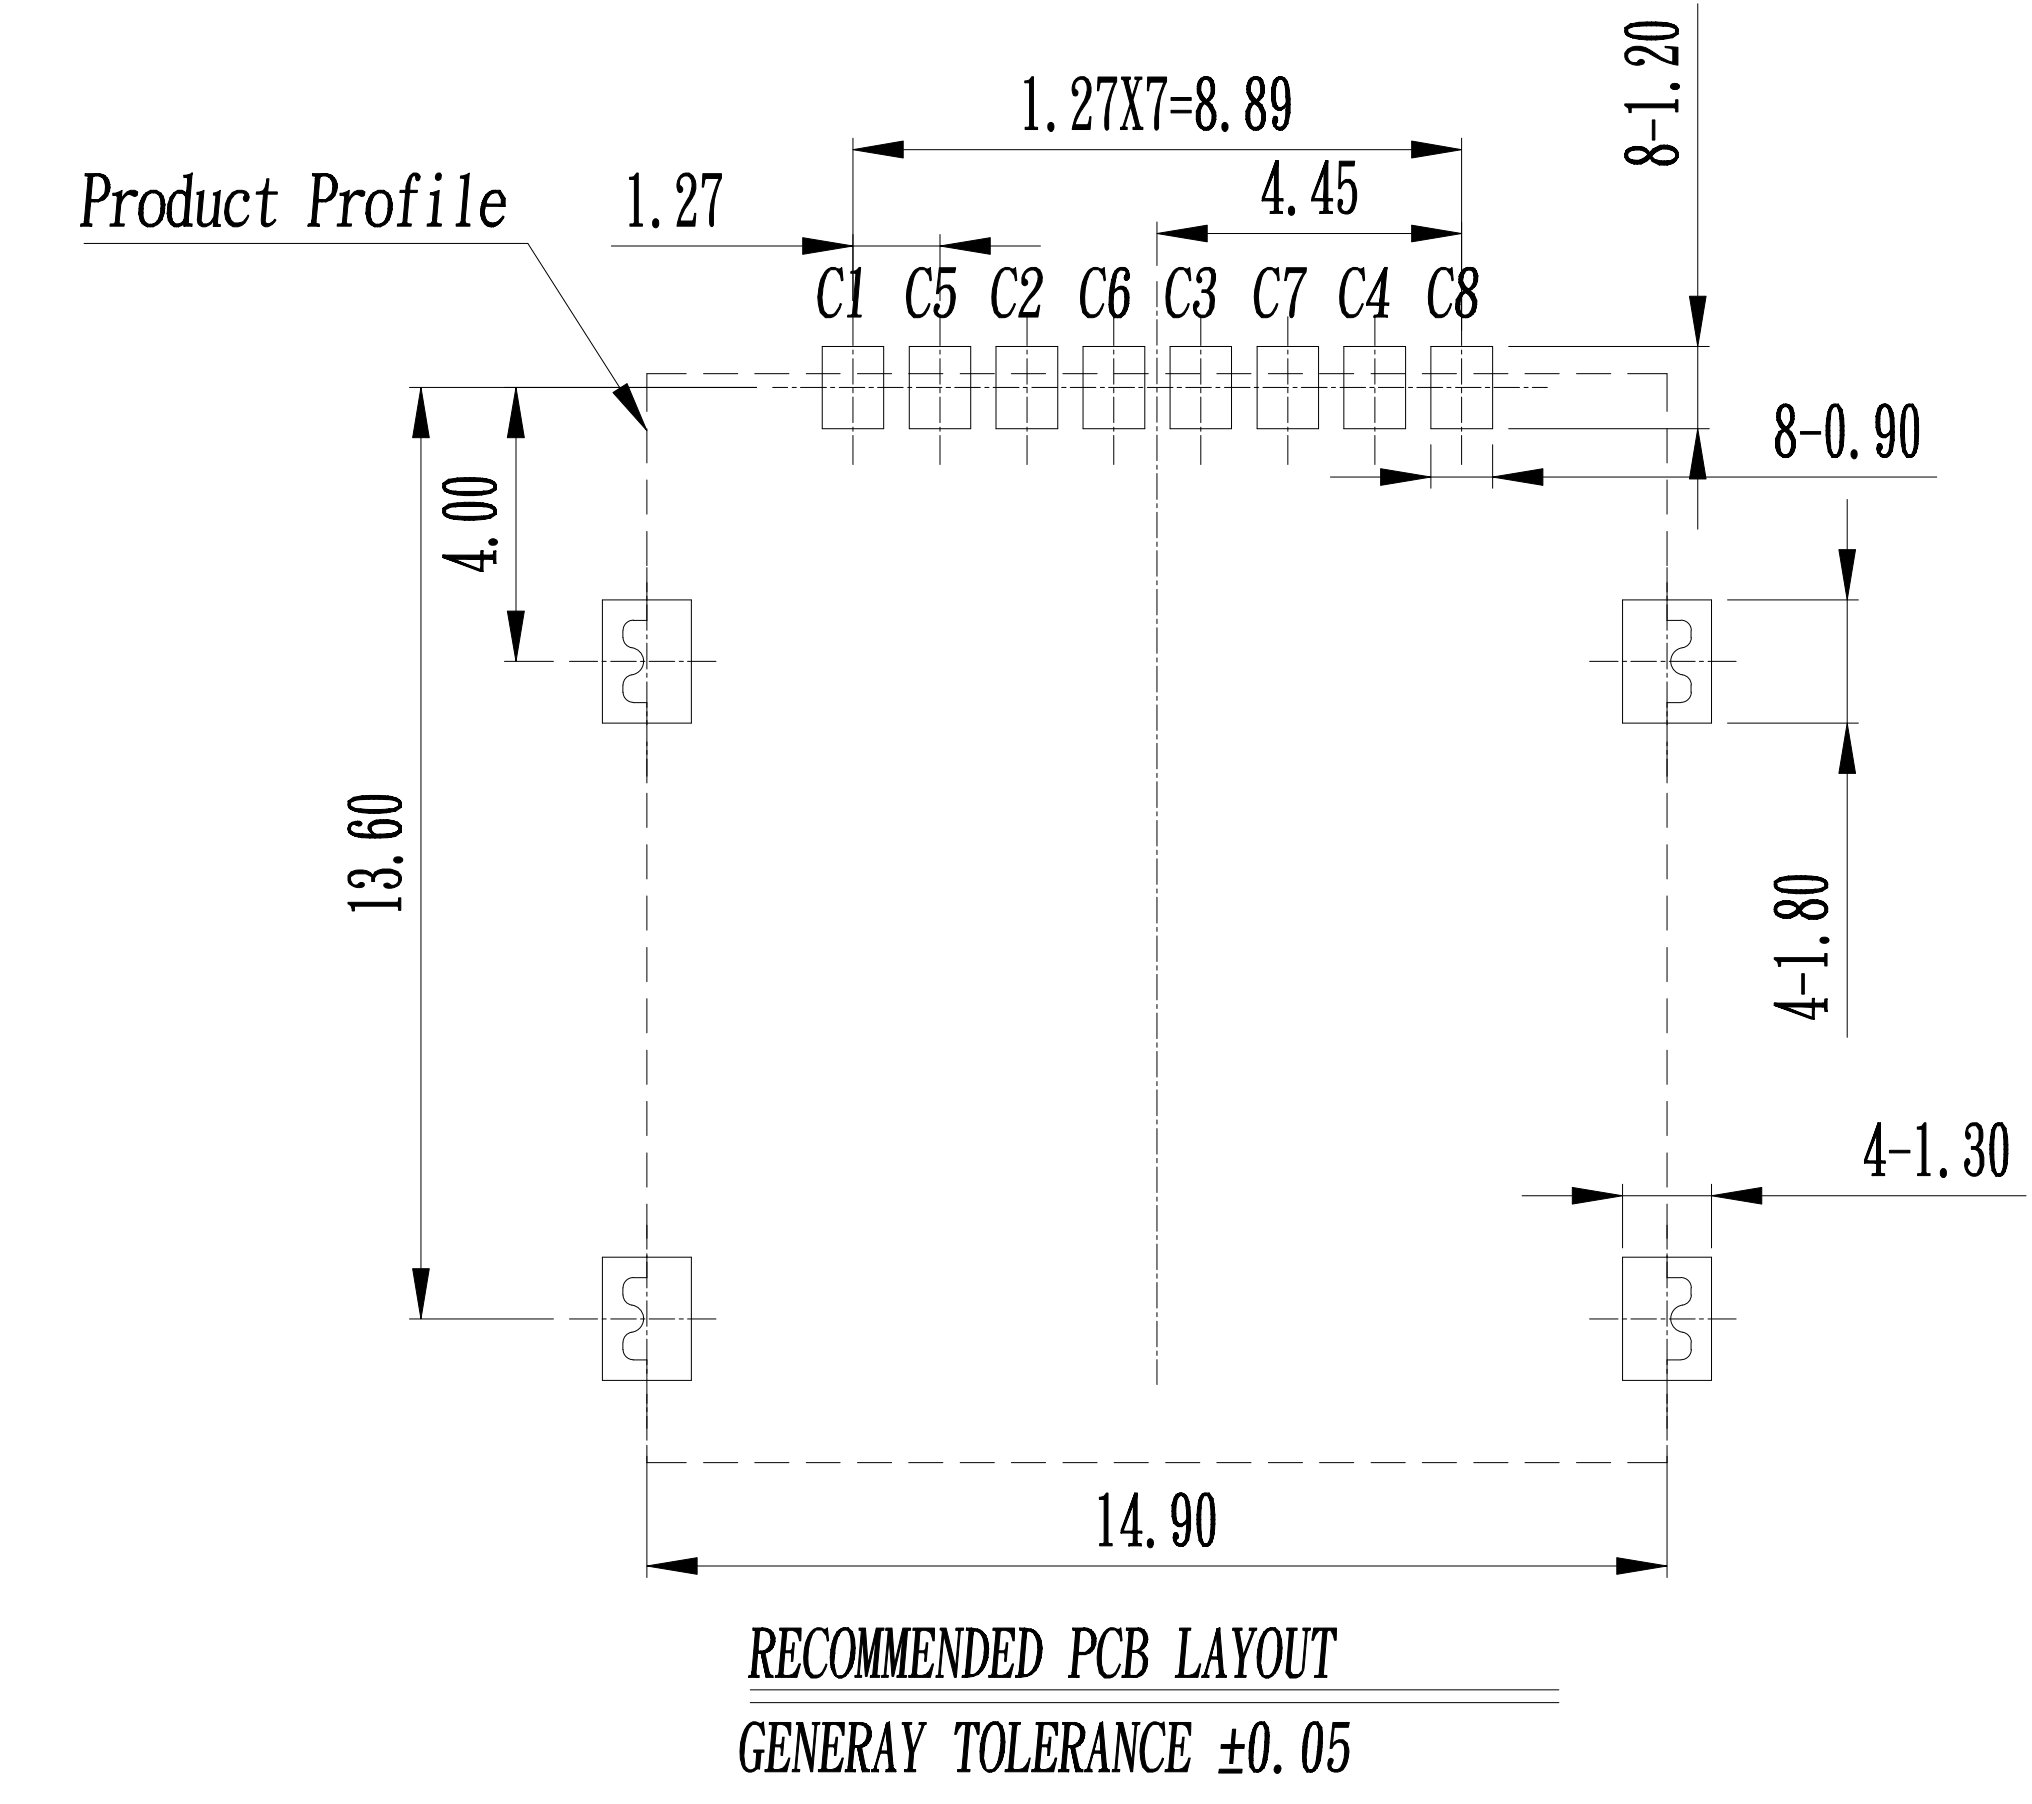 8-1.20
1.27X7=8.89
4.45
Product Profile
1.27
C1 C5 C2 C6 C3 C7 C4 C8
8-0.90
4.00
13.60
4-1.80
4-1.30
14.90
RECOMMENDED PCB LAYOUT
GENERAY TOLERANCE ±0.05